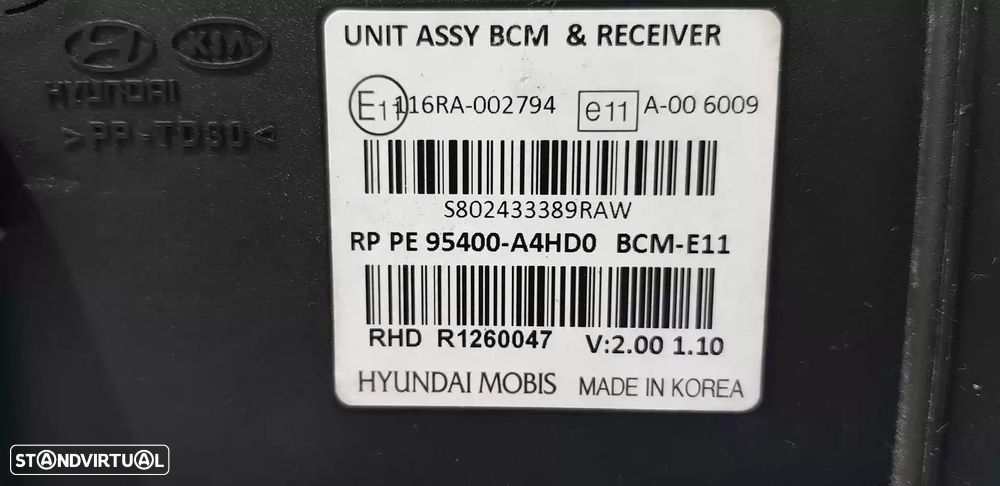 KIA
HYUNDAI
>PP-TD30<
UNIT ASSY BCM & RECEIVER
E11 116RA-002794 e11 A-00 6009
S802433389RAW
RP PE 95400-A4HD0 BCM-E11
RHD R1260047 V:2.00 1.10
HYUNDAI MOBIS MADE IN KOREA
STANDVIRTUAL